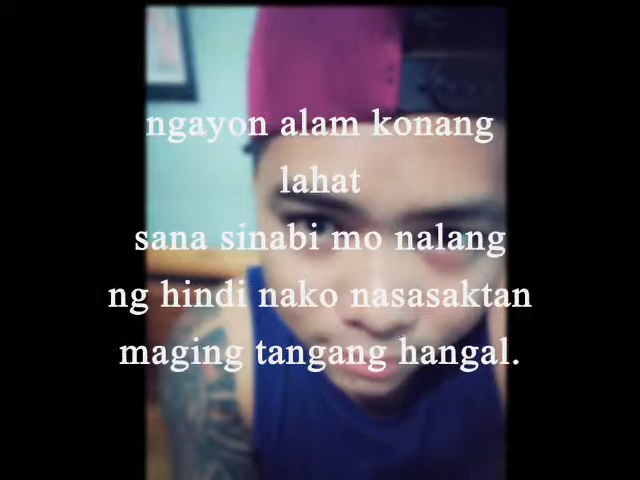 ngayon alam konang
lahat
sana sinabi mo nalang
ng hindi nako nasasaktan
maging tangang hangal.